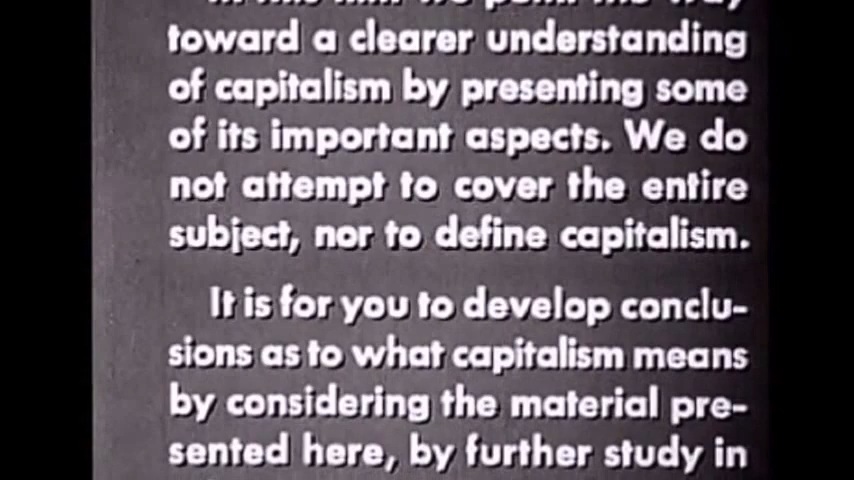 toward a clearer understanding
of capitalism by presenting some
of its important aspects. We do
not attempt to cover the entire
subject, nor to define capitalism.
It is for you to develop conclu-
sions as to what capitalism means
by considering the material pre-
sented here, by further study in